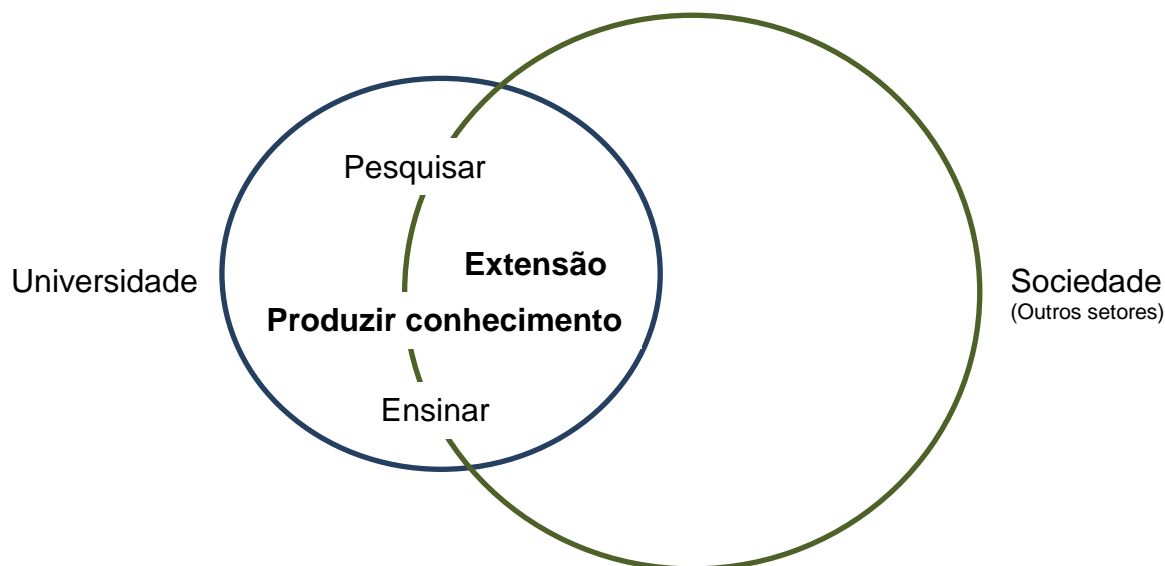 Pesquisar
Extensão
Universidade
Sociedade
(Outros setores)
Produzir conhecimento
Ensinar